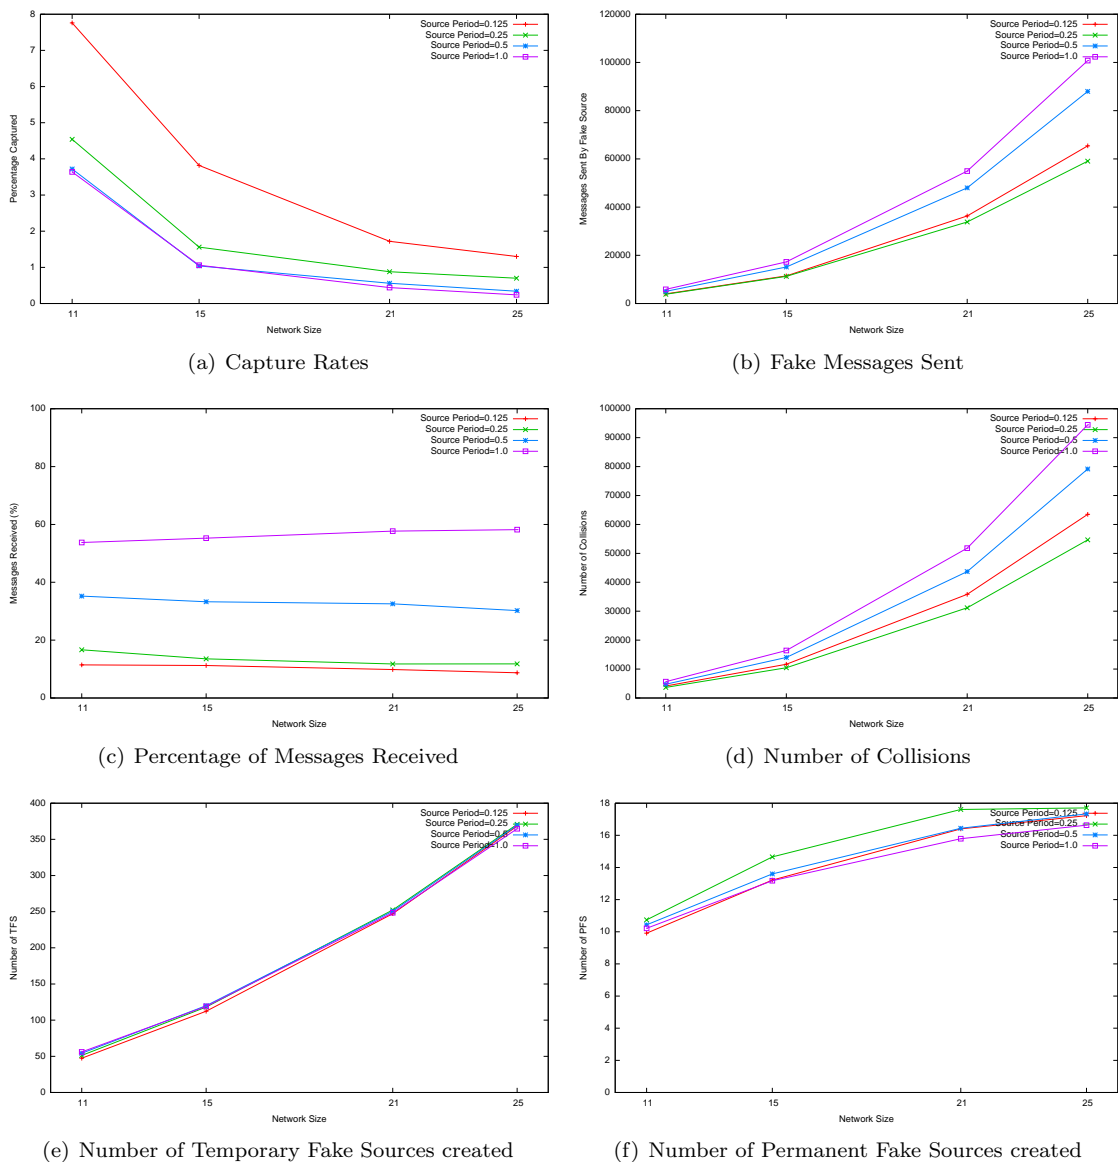 8
7
6
5
4
3
2
1
0
Percentage Captured
Source Period=0.125
Source Period=0.25
Source Period=0.5
Source Period=1.0
11 15 21 25
Network Size
(a) Capture Rates
120000
100000
80000
60000
40000
20000
0
Messages Sent By Fake Source
Source Period=0.125
Source Period=0.25
Source Period=0.5
Source Period=1.0
11 15 21 25
Network Size
(b) Fake Messages Sent
100
80
60
40
20
0
Messages Received (%)
Source Period=0.125
Source Period=0.25
Source Period=0.5
Source Period=1.0
11 15 21 25
Network Size
(c) Percentage of Messages Received
100000
90000
80000
70000
60000
50000
40000
30000
20000
10000
0
Number of Collisions
Source Period=0.125
Source Period=0.25
Source Period=0.5
Source Period=1.0
11 15 21 25
Network Size
(d) Number of Collisions
400
350
300
250
200
150
100
50
0
Number of TFS
Source Period=0.125
Source Period=0.25
Source Period=0.5
Source Period=1.0
11 15 21 25
Network Size
(e) Number of Temporary Fake Sources created
18
16
14
12
10
8
6
4
2
0
Number of PFS
Source Period=0.125
Source Period=0.25
Source Period=0.5
Source Period=1.0
11 15 21 25
Network Size
(f) Number of Permanent Fake Sources created